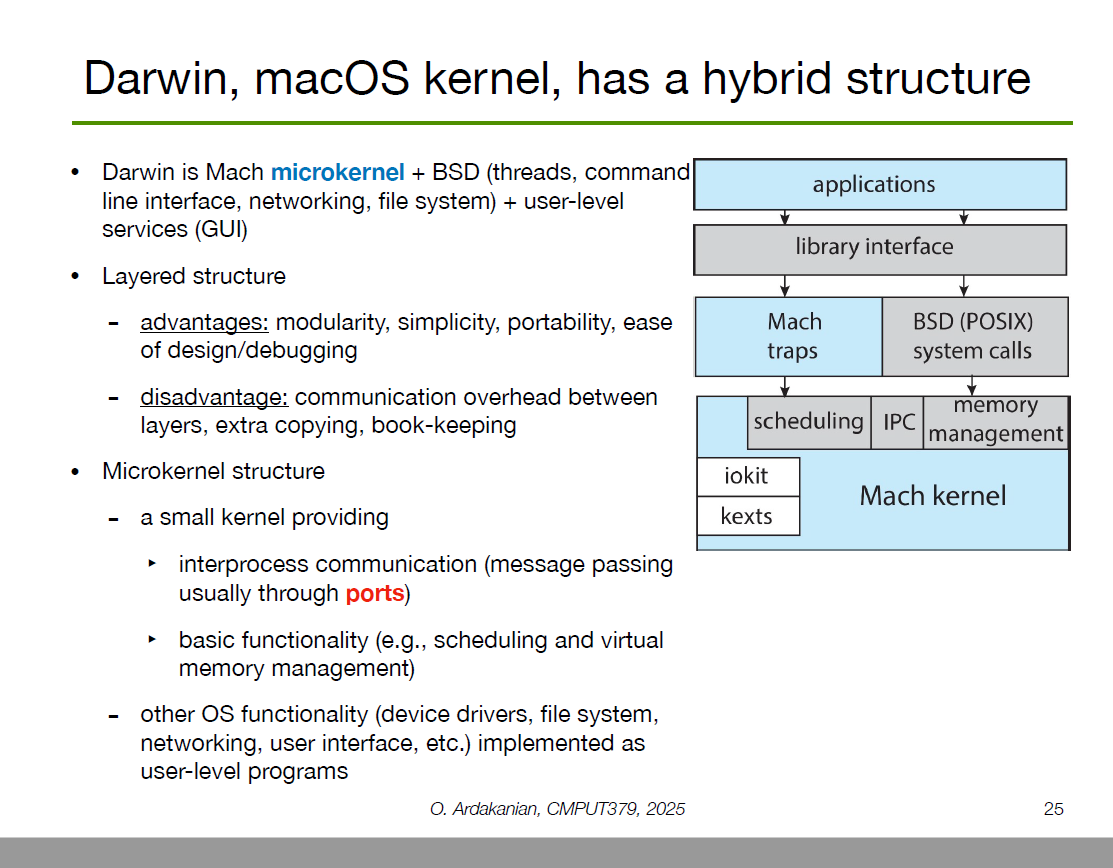 Darwin, macOS kernel, has a hybrid structure
• Darwin is Mach microkernel + BSD (threads, command
line interface, networking, file system) + user-level
services (GUI)
• Layered structure
- advantages: modularity, simplicity, portability, ease
of design/debugging
- disadvantage: communication overhead between
layers, extra copying, book-keeping
• Microkernel structure
- a small kernel providing
‣ interprocess communication (message passing
usually through ports)
‣ basic functionality (e.g., scheduling and virtual
memory management)
- other OS functionality (device drivers, file system,
networking, user interface, etc.) implemented as
user-level programs
applications
library interface
Mach
traps
BSD (POSIX)
system calls
scheduling
IPC
memory
management
iokit
kexts
Mach kernel
O. Ardakanian, CMPUT379, 2025
25